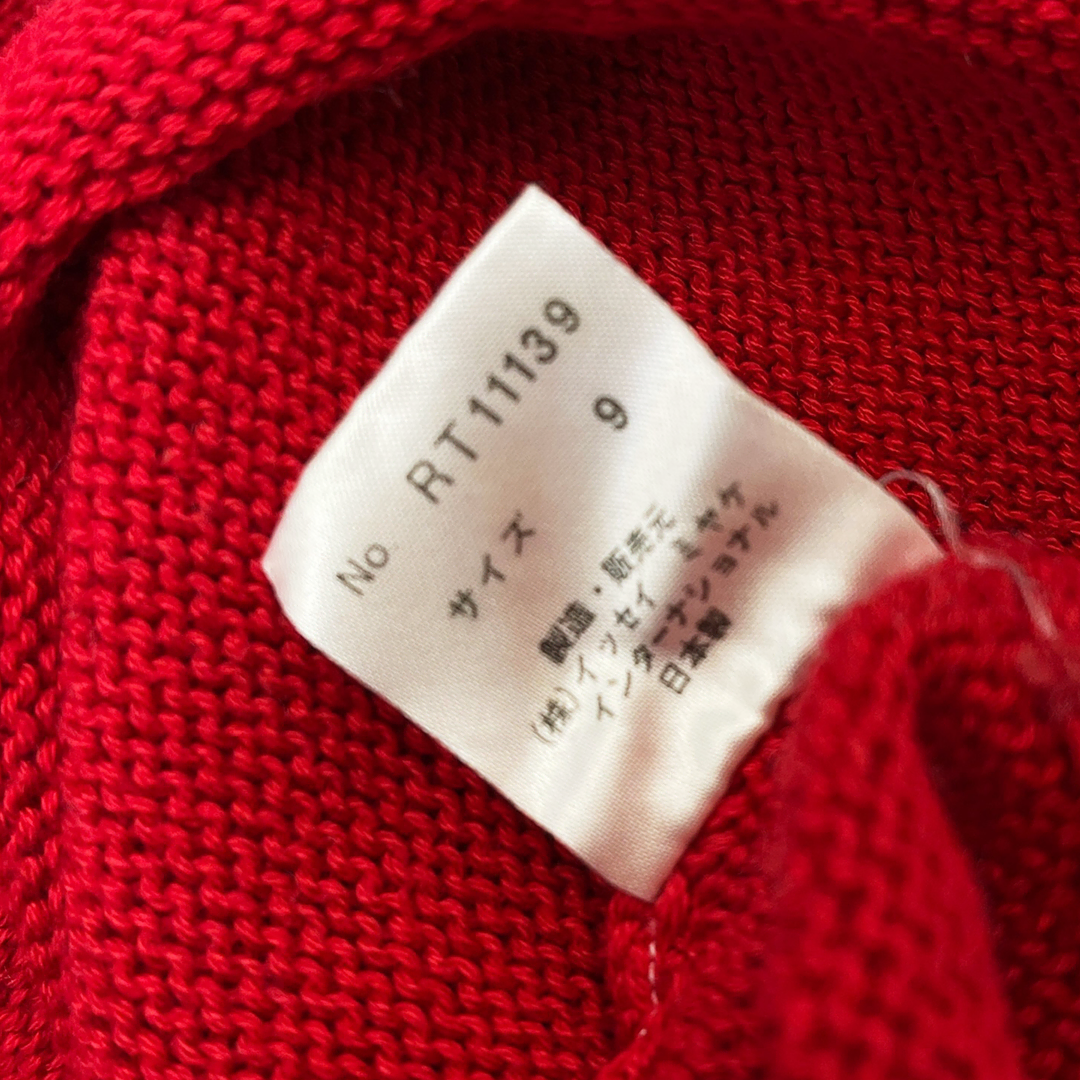 No. RT11139
サイズ 9
製造・販売元
(株)イッセイ ミヤケ
インターナショナル
日本製